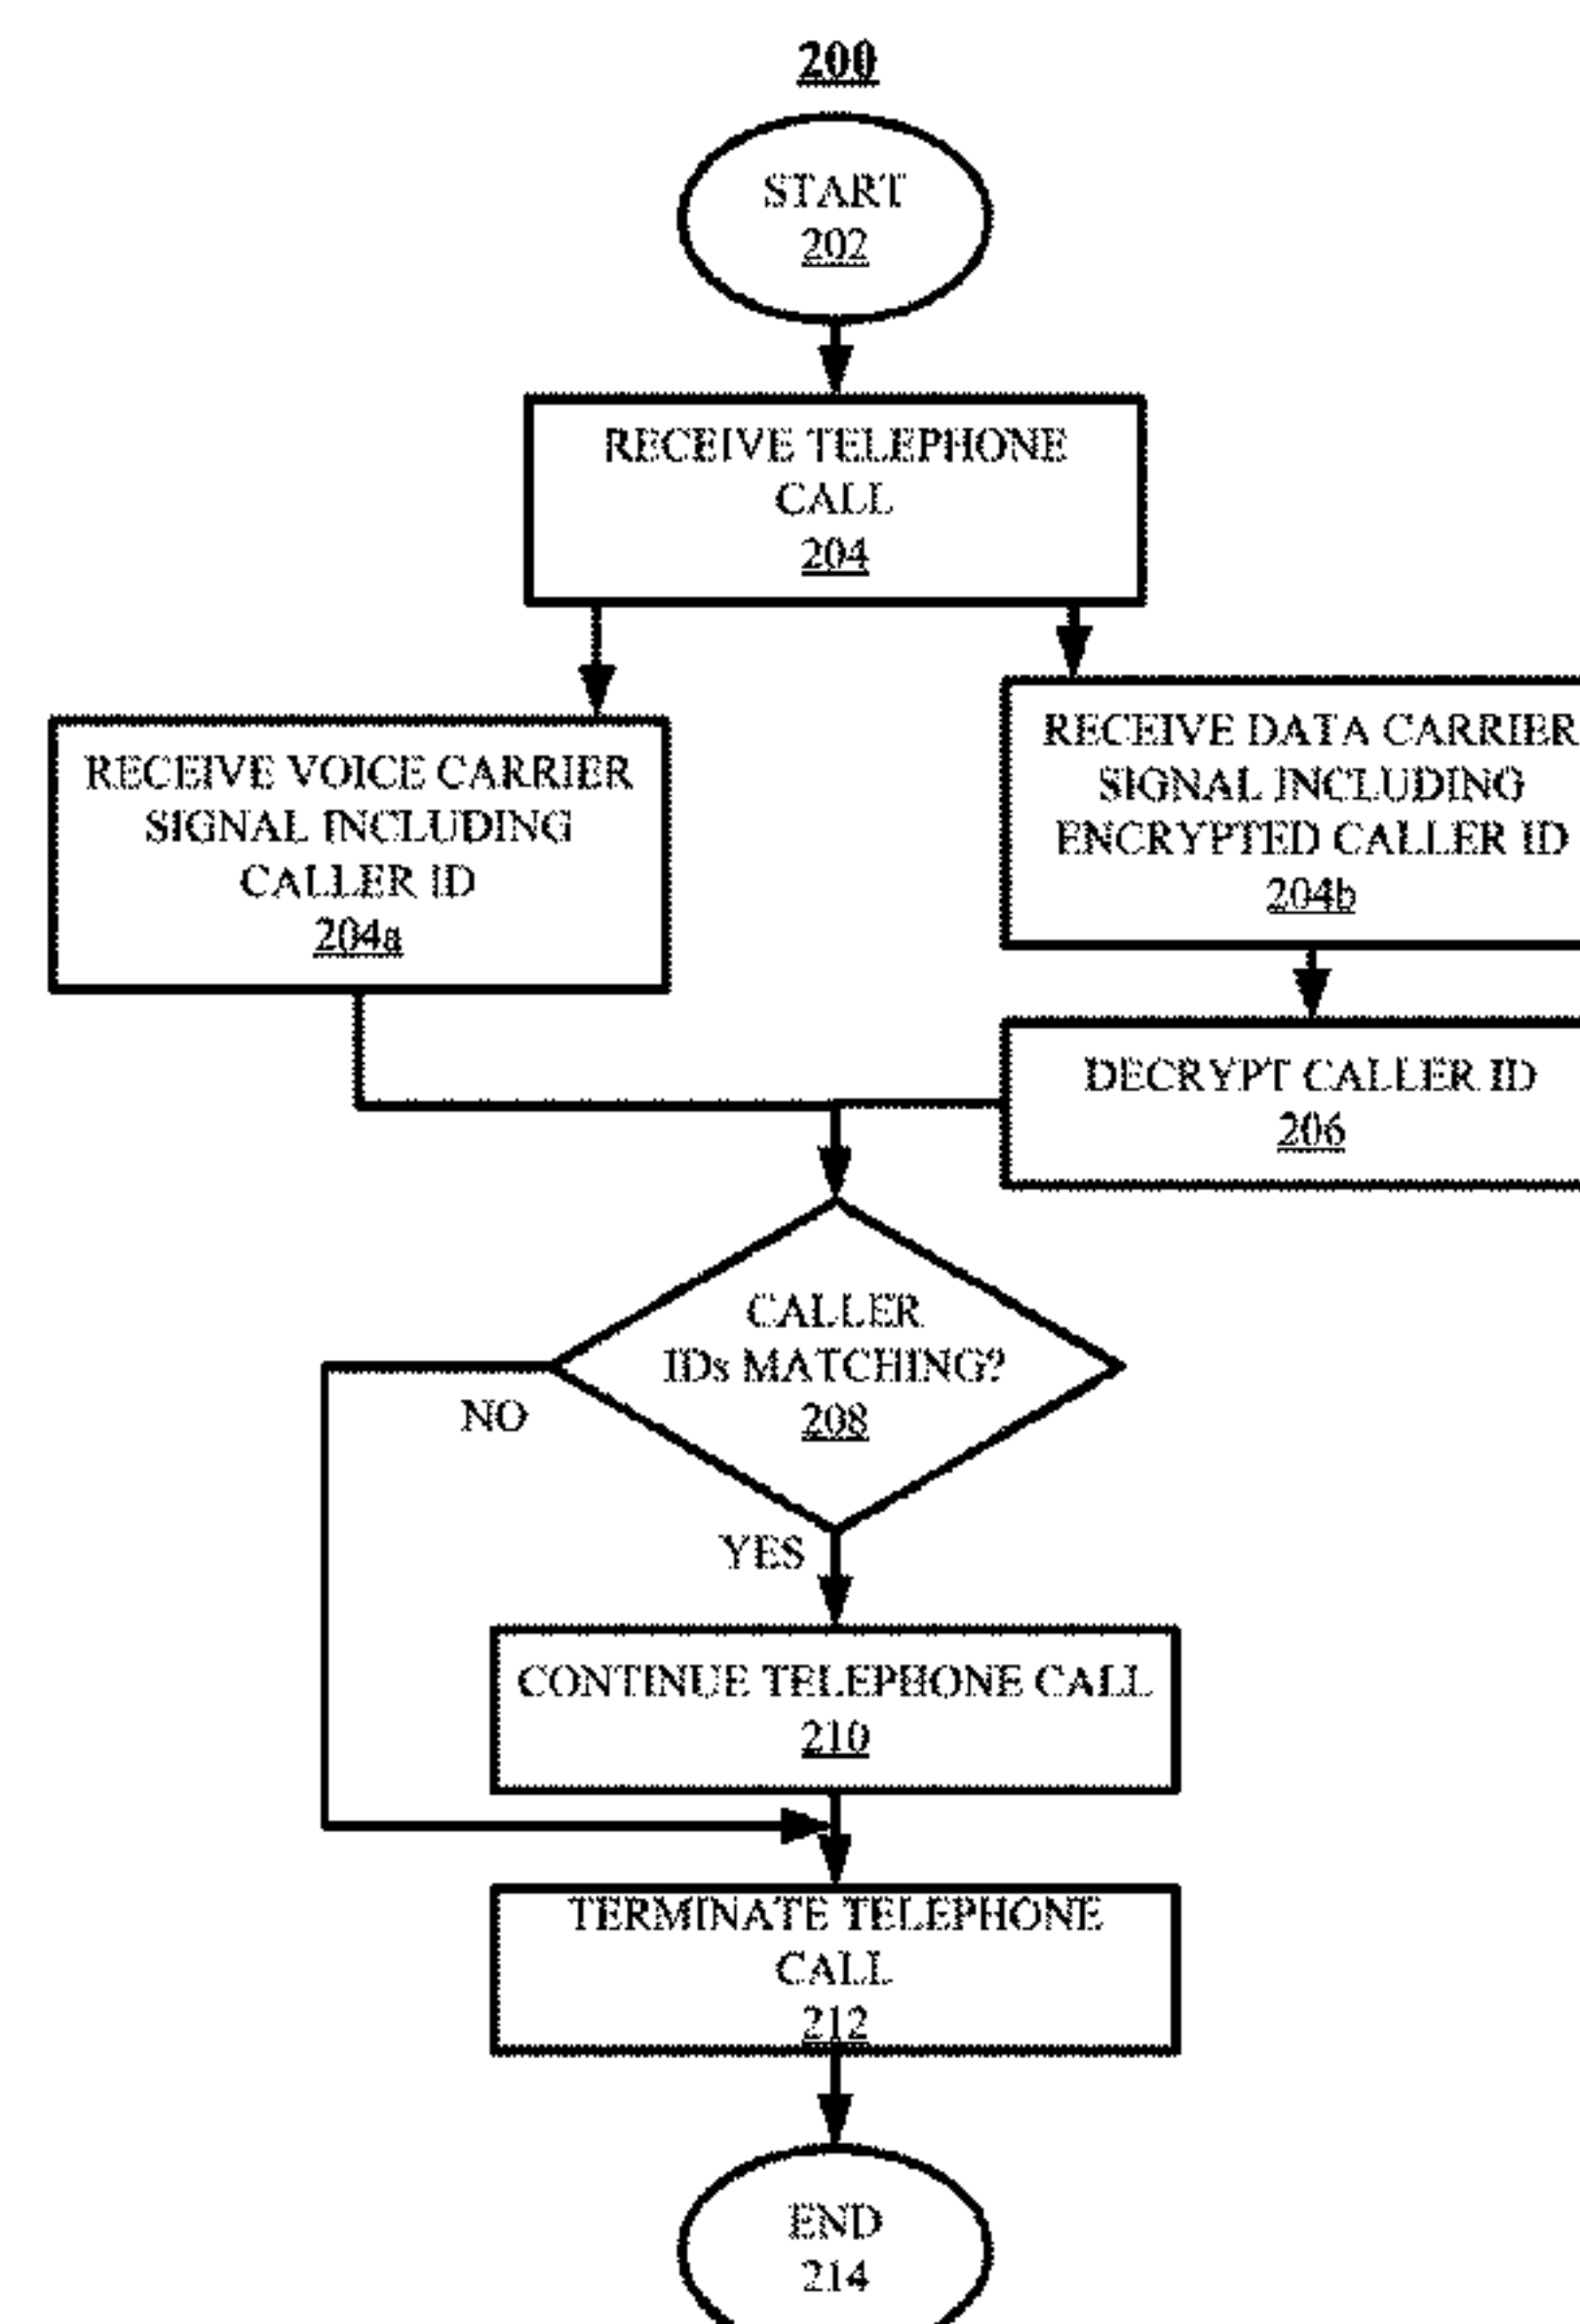 200
START
202
RECEIVE TELEPHONE
CALL
204
RECEIVE VOICE CARRIER
SIGNAL INCLUDING
CALLER ID
204a
RECEIVE DATA CARRIER
SIGNAL INCLUDING
ENCRYPTED CALLER ID
204b
DECRYPT CALLER ID
206
CALLER
IDs MATCHING?
208
NO
YES
CONTINUE TELEPHONE CALL
210
TERMINATE TELEPHONE
CALL
212
END
214